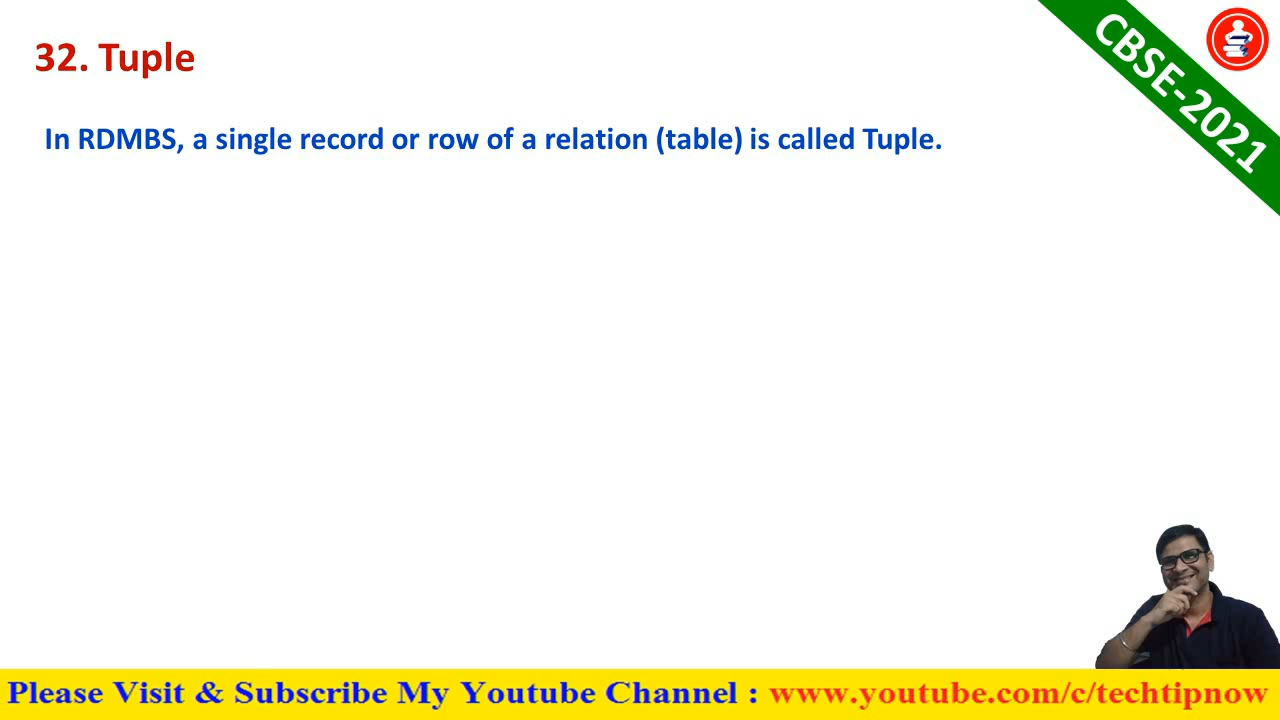 32. Tuple
CBSE-2021
In RDMBS, a single record or row of a relation (table) is called Tuple.
Please Visit & Subscribe My Youtube Channel : www.youtube.com/c/techtipnow